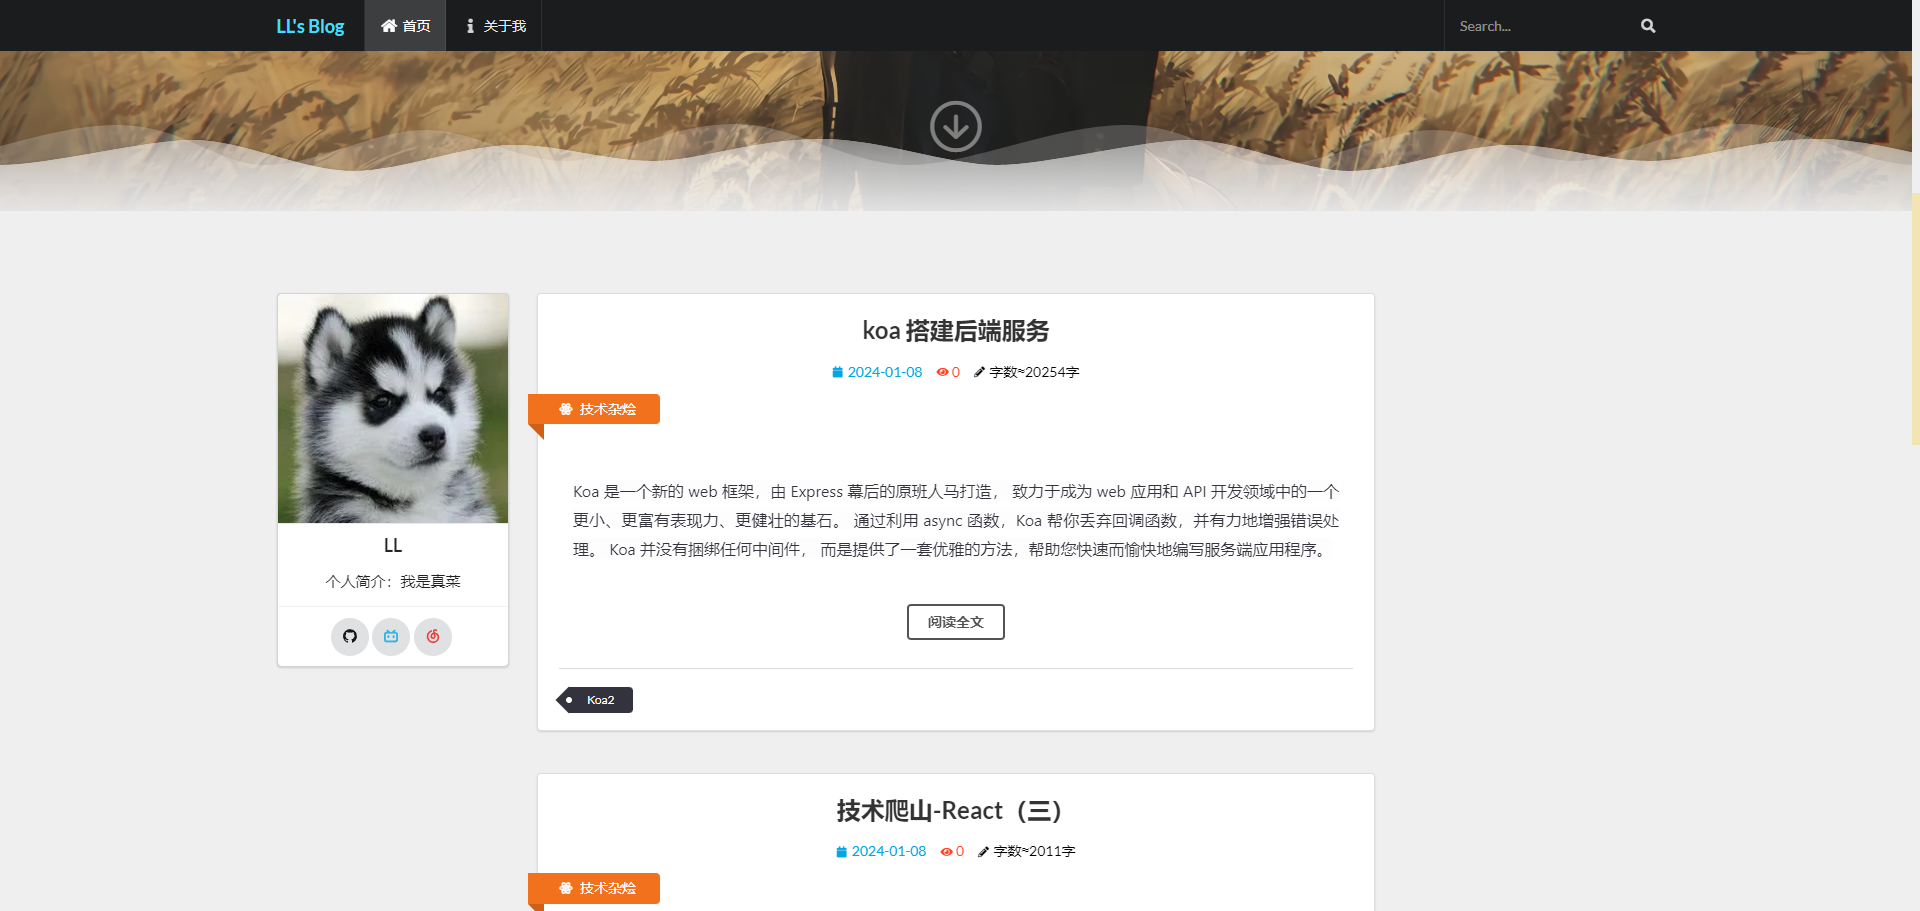 LL's Blog 首页 关于我 Search...
koa 搭建后端服务
2024-01-08 0 字数≈20254字
技术杂烩
Koa 是一个新的 web 框架，由 Express 幕后的原班人马打造， 致力于成为 web 应用和 API 开发领域中的一个
更小、更富有表现力、更健壮的基石。 通过利用 async 函数，Koa 帮你丢弃回调函数，并有力地增强错误处
理。 Koa 并没有捆绑任何中间件， 而是提供了一套优雅的方法，帮助您快速而愉快地编写服务端应用程序。
LL
个人简介：我是真菜
阅读全文
Koa2
技术爬山-React（三）
2024-01-08 0 字数≈2011字
技术杂烩